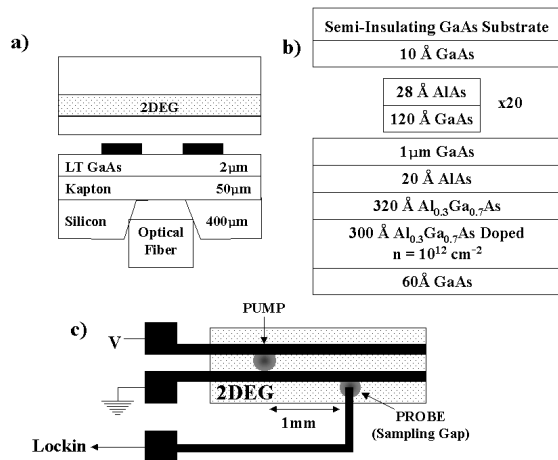 a)
2DEG
LT GaAs 2μm
Kapton 50μm
Silicon 400μm
Optical
Fiber
b)
Semi-Insulating GaAs Substrate
10 Å GaAs
28 Å AlAs
120 Å GaAs
x20
1μm GaAs
20 Å AlAs
320 Å Al0.3Ga0.7As
300 Å Al0.3Ga0.7As Doped
n = 10¹² cm⁻²
60Å GaAs
c)
PUMP
V
2DEG
1mm
PROBE
(Sampling Gap)
Lockin